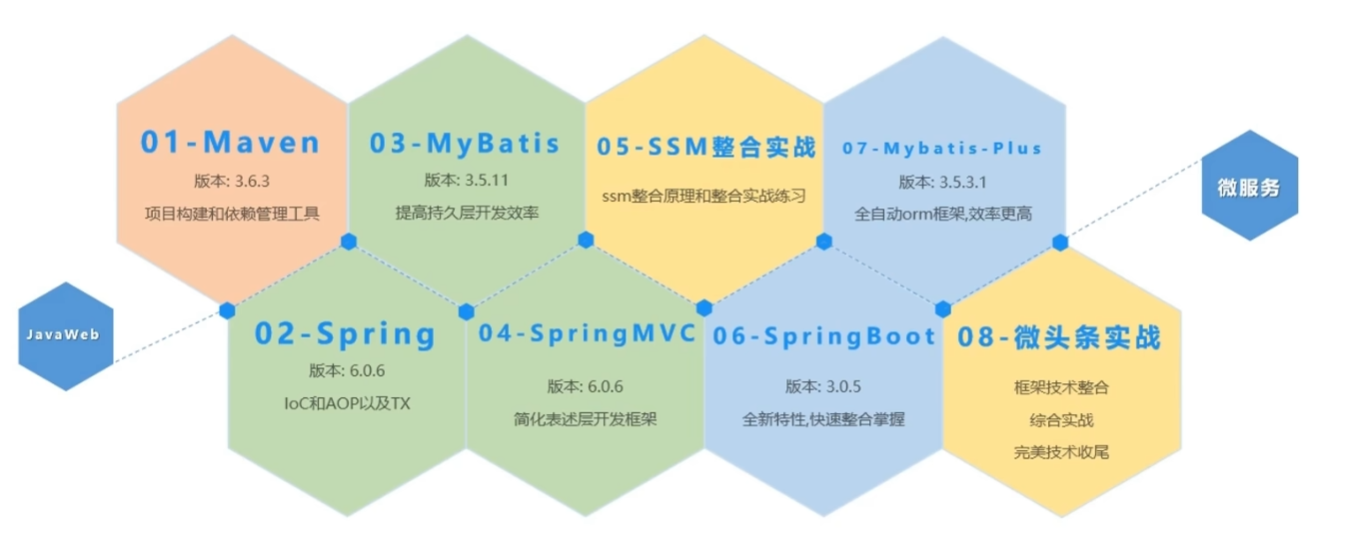 01-Maven
版本: 3.6.3
项目构建和依赖管理工具
03-MyBatis
版本: 3.5.11
提高持久层开发效率
05-SSM整合实战
ssm整合原理和整合实战练习
07-Mybatis-Plus
版本: 3.5.3.1
全自动orm框架,效率更高
微服务
JavaWeb
02-Spring
版本: 6.0.6
IoC和AOP以及TX
04-SpringMVC
版本: 6.0.6
简化表述层开发框架
06-SpringBoot
版本: 3.0.5
全新特性,快速整合掌握
08-微头条实战
框架技术整合
综合实战
完美技术收尾